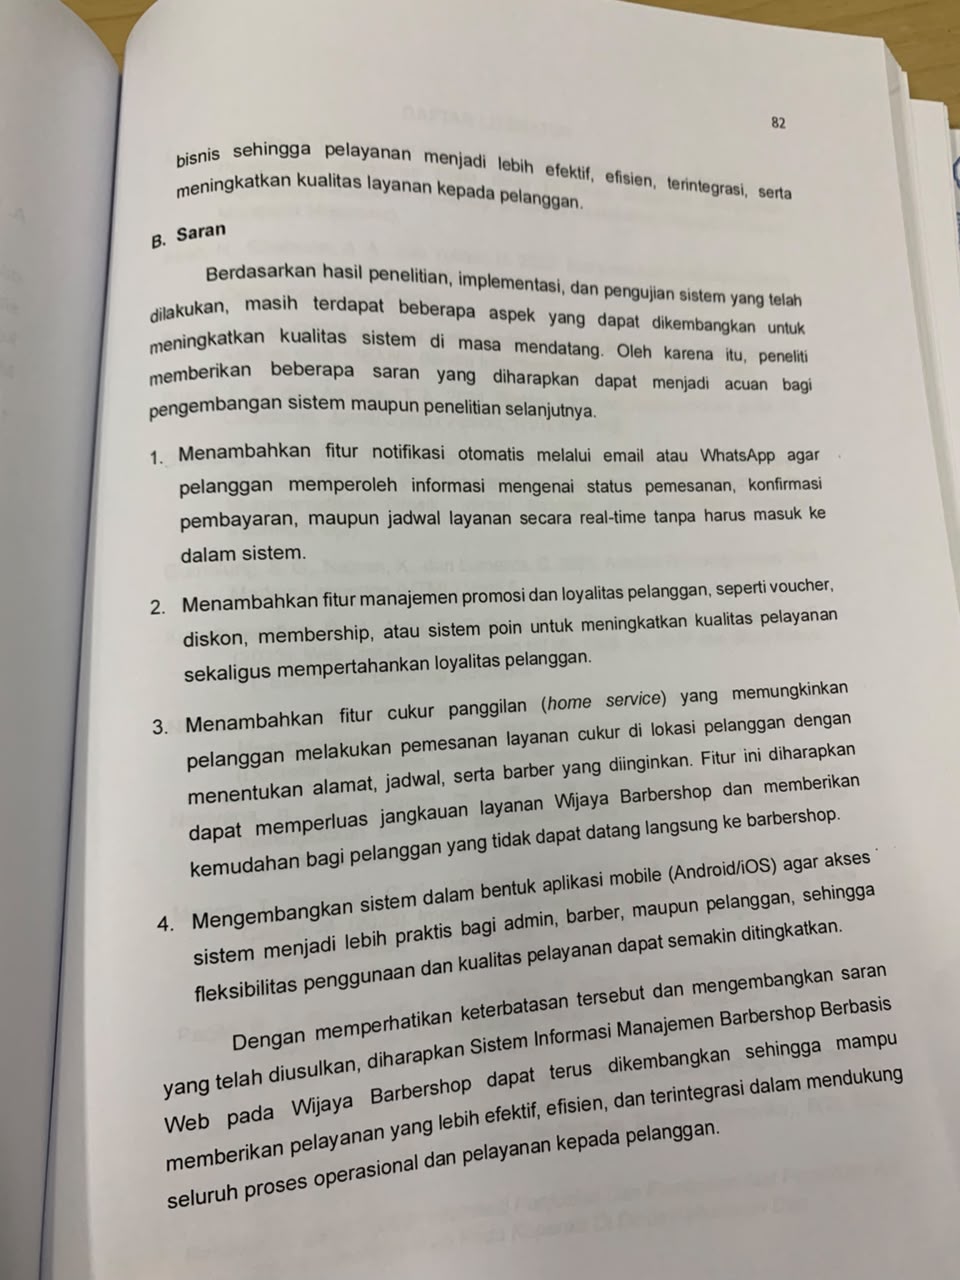 82
bisnis sehingga pelayanan menjadi lebih efektif, efisien, terintegrasi, serta
meningkatkan kualitas layanan kepada pelanggan.
B. Saran
Berdasarkan hasil penelitian, implementasi, dan pengujian sistem yang telah
dilakukan, masih terdapat beberapa aspek yang dapat dikembangkan untuk
meningkatkan kualitas sistem di masa mendatang. Oleh karena itu, peneliti
memberikan beberapa saran yang diharapkan dapat menjadi acuan bagi
pengembangan sistem maupun penelitian selanjutnya.
1. Menambahkan fitur notifikasi otomatis melalui email atau WhatsApp agar
pelanggan memperoleh informasi mengenai status pemesanan, konfirmasi
pembayaran, maupun jadwal layanan secara real-time tanpa harus masuk ke
dalam sistem.
2. Menambahkan fitur manajemen promosi dan loyalitas pelanggan, seperti voucher,
diskon, membership, atau sistem poin untuk meningkatkan kualitas pelayanan
sekaligus mempertahankan loyalitas pelanggan.
3. Menambahkan fitur cukur panggilan (home service) yang memungkinkan
pelanggan melakukan pemesanan layanan cukur di lokasi pelanggan dengan
menentukan alamat, jadwal, serta barber yang diinginkan. Fitur ini diharapkan
dapat memperluas jangkauan layanan Wijaya Barbershop dan memberikan
kemudahan bagi pelanggan yang tidak dapat datang langsung ke barbershop.
4. Mengembangkan sistem dalam bentuk aplikasi mobile (Android/iOS) agar akses
sistem menjadi lebih praktis bagi admin, barber, maupun pelanggan, sehingga
fleksibilitas penggunaan dan kualitas pelayanan dapat semakin ditingkatkan.
Dengan memperhatikan keterbatasan tersebut dan mengembangkan saran
yang telah diusulkan, diharapkan Sistem Informasi Manajemen Barbershop Berbasis
Web pada Wijaya Barbershop dapat terus dikembangkan sehingga mampu
memberikan pelayanan yang lebih efektif, efisien, dan terintegrasi dalam mendukung
seluruh proses operasional dan pelayanan kepada pelanggan.